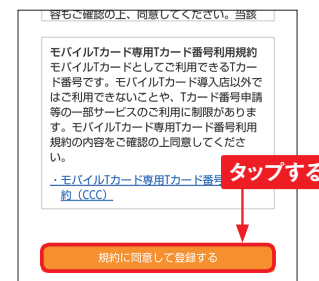 容もご確認の上、同意してください。当該
モバイルTカード専用Tカード番号利用規約
モバイルTカードとしてご利用できるTカー
ド番号です。モバイルTカード導入店以外で
はご利用できないことや、Tカード番号申請
等の一部サービスのご利用に制限がありま
す。モバイルTカード専用Tカード番号利用
規約の内容をご確認の上同意してくださ
い。
・モバイルTカード専用Tカード番号
約（CCC）
タップする
規約に同意して登録する